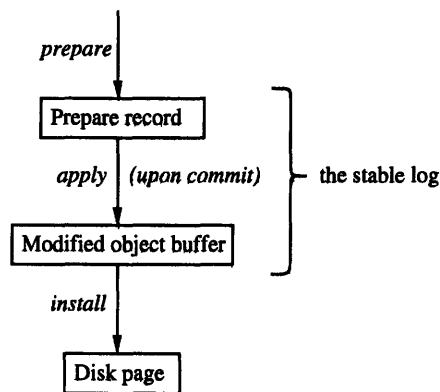 prepare
Prepare record
apply (upon commit)
the stable log
Modified object buffer
install
Disk page